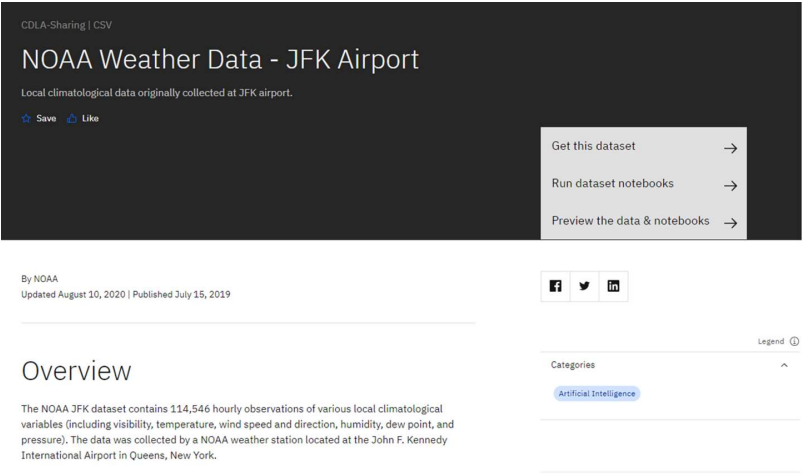 CDLA-Sharing | CSV
NOAA Weather Data - JFK Airport
Local climatological data originally collected at JFK airport.
Save Like
Get this dataset
Run dataset notebooks
Preview the data & notebooks
By NOAA
Updated August 10, 2020 | Published July 15, 2019
Legend
Categories
Artificial Intelligence
Overview
The NOAA JFK dataset contains 114,546 hourly observations of various local climatological
variables (including visibility, temperature, wind speed and direction, humidity, dew point, and
pressure). The data was collected by a NOAA weather station located at the John F. Kennedy
International Airport in Queens, New York.